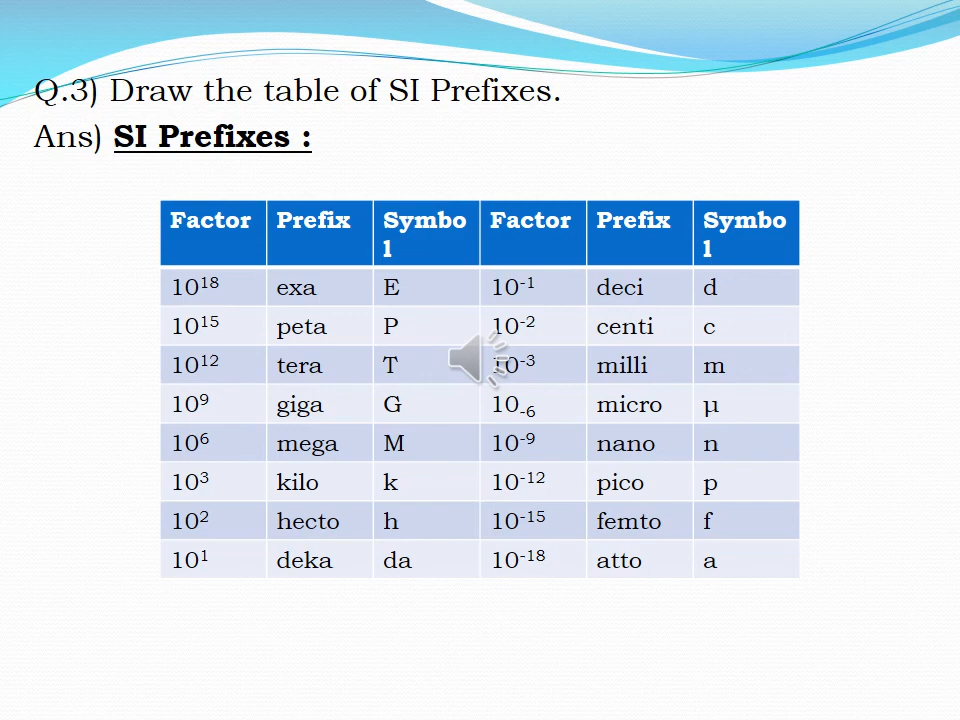 Q.3) Draw the table of SI Prefixes.
Ans) SI Prefixes :
Factor Prefix Symbo Factor Prefix Symbo
l l
10¹⁸ exa E 10⁻¹ deci d
10¹⁵ peta P 10⁻² centi c
10¹² tera T 10⁻³ milli m
10⁹ giga G 10₋₆ micro µ
10⁶ mega M 10⁻⁹ nano n
10³ kilo k 10⁻¹² pico p
10² hecto h 10⁻¹⁵ femto f
10¹ deka da 10⁻¹⁸ atto a